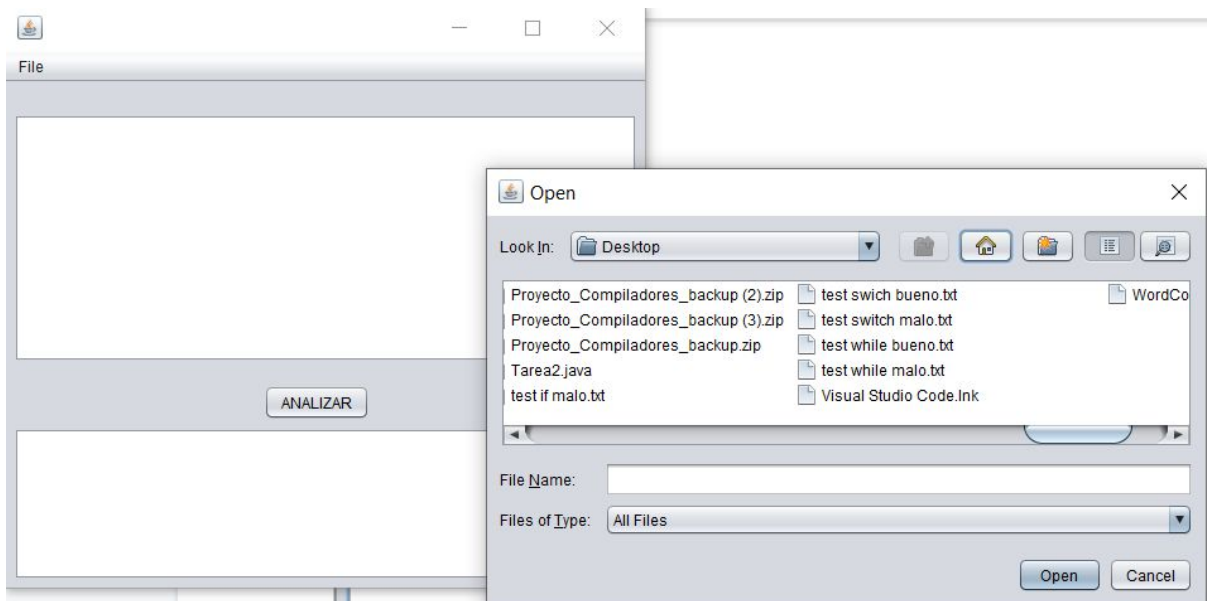 File
ANALIZAR
Open
Look In:
Desktop
Proyecto_Compiladores_backup (2).zip
Proyecto_Compiladores_backup (3).zip
Proyecto_Compiladores_backup.zip
Tarea2.java
test if malo.txt
test swich bueno.txt
test switch malo.txt
test while bueno.txt
test while malo.txt
Visual Studio Code.lnk
WordCo
File Name:
Files of Type:
All Files
Open
Cancel